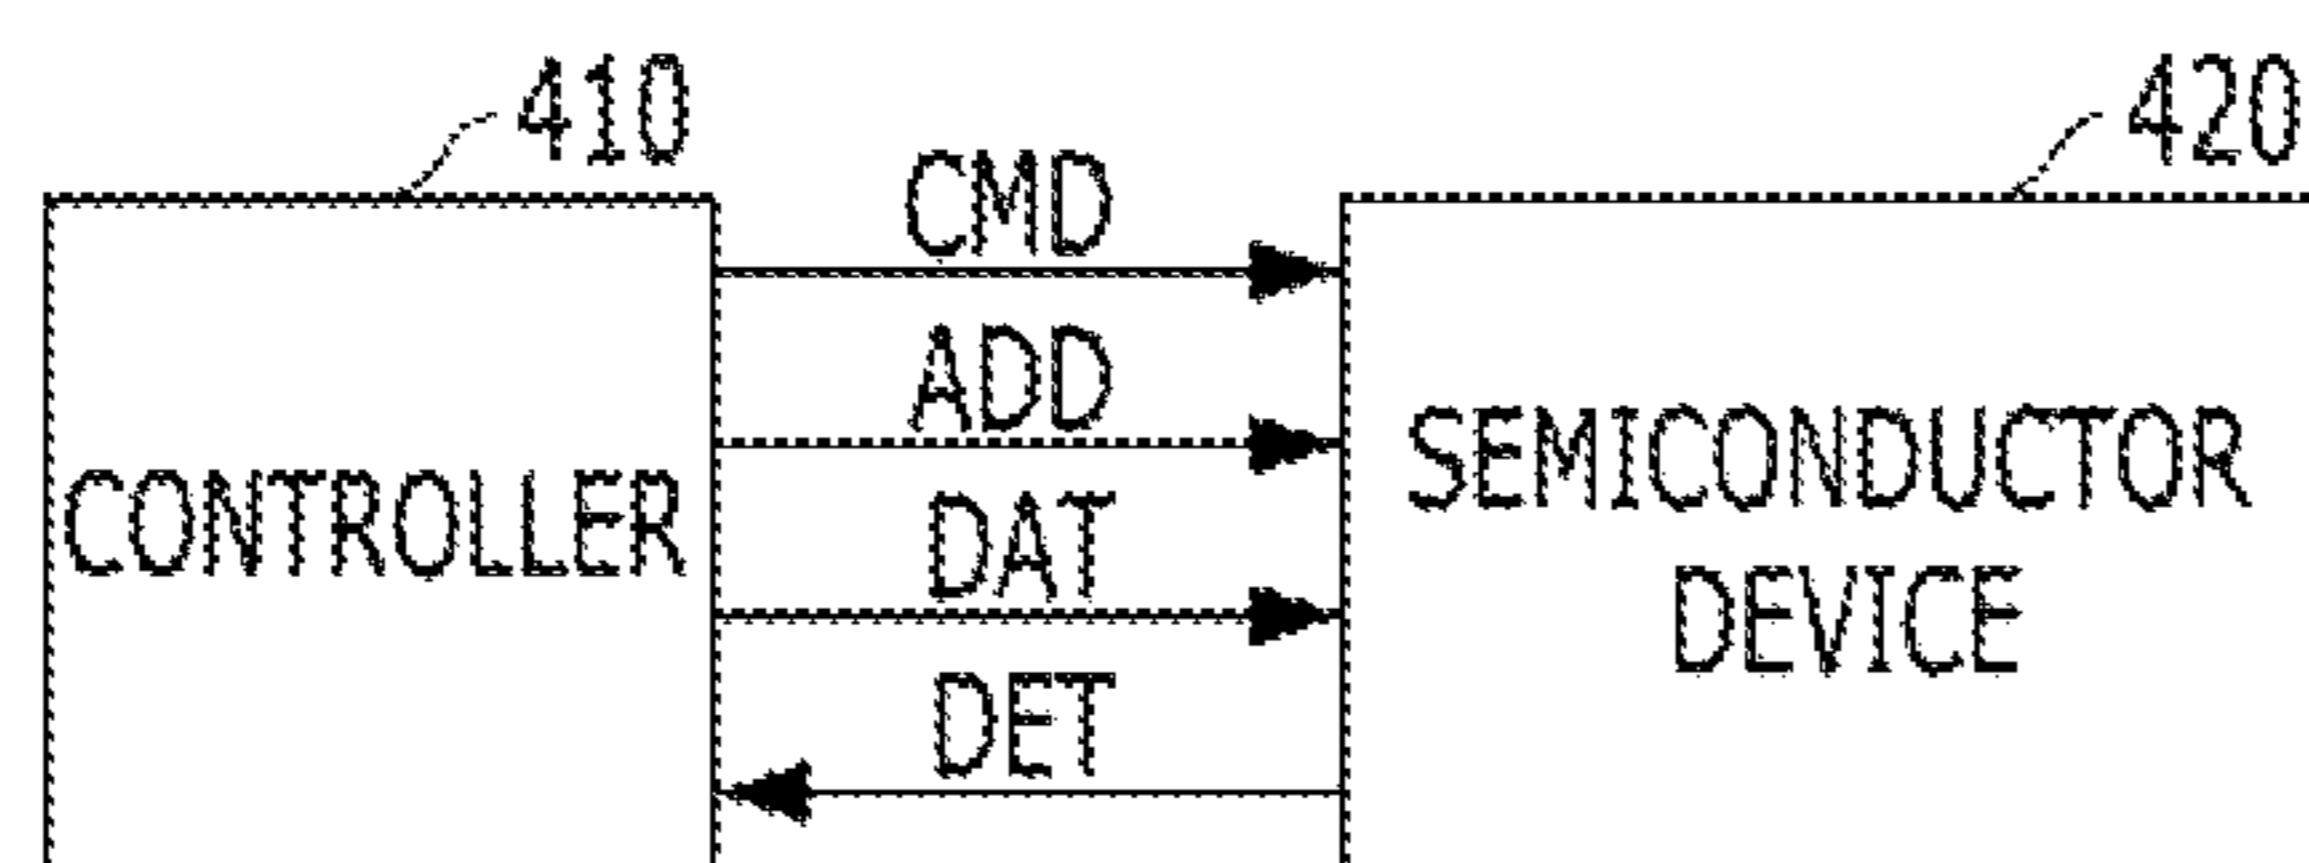 410
420
CMD
ADD
CONTROLLER
SEMICONDUCTOR
DEVICE
DAT
DET